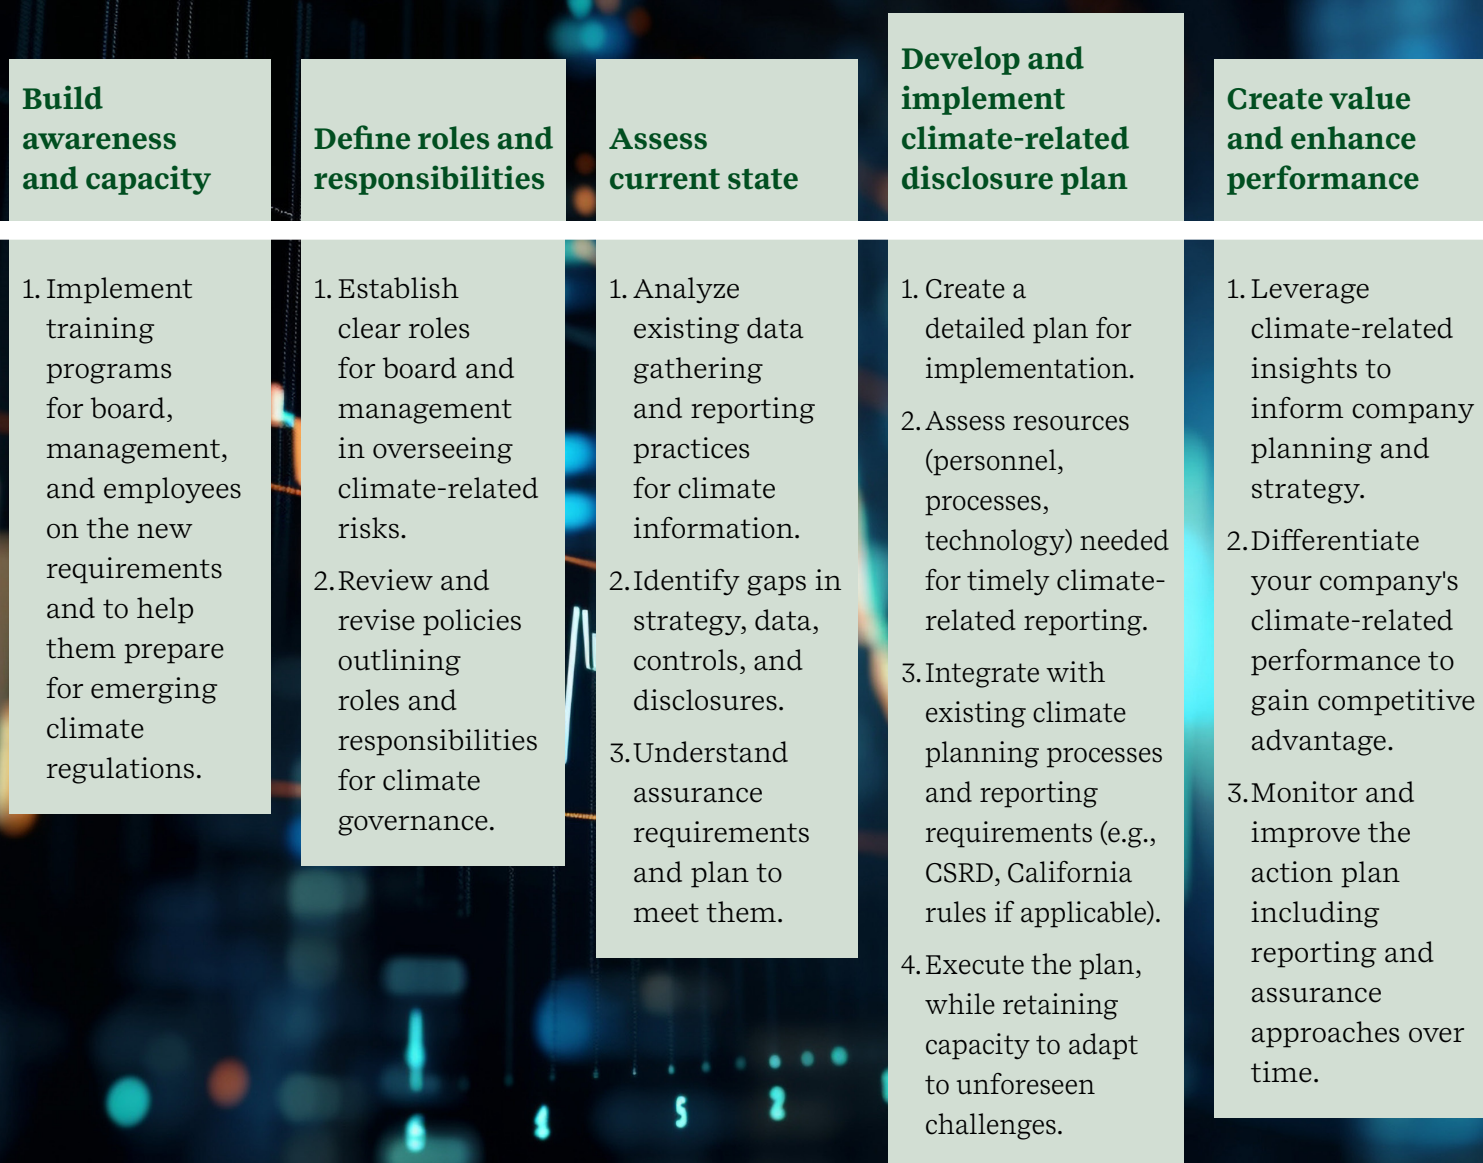 Build
awareness
and capacity
1. Implement
training
programs
for board,
management,
and employees
on the new
requirements
and to help
them prepare
for emerging
climate
regulations.
Define roles and
responsibilities
1. Establish
clear roles
for board and
management
in overseeing
climate-related
risks.
2. Review and
revise policies
outlining
roles and
responsibilities
for climate
governance.
Assess
current state
1. Analyze
existing data
gathering
and reporting
practices
for climate
information.
2. Identify gaps in
strategy, data,
controls, and
disclosures.
3. Understand
assurance
requirements
and plan to
meet them.
Develop and
implement
climate-related
disclosure plan
1. Create a
detailed plan for
implementation.
2. Assess resources
(personnel,
processes,
technology) needed
for timely climate-
related reporting.
3. Integrate with
existing climate
planning processes
and reporting
requirements (e.g.,
CSRD, California
rules if applicable).
4. Execute the plan,
while retaining
capacity to adapt
to unforeseen
challenges.
Create value
and enhance
performance
1. Leverage
climate-related
insights to
inform company
planning and
strategy.
2. Differentiate
your company's
climate-related
performance to
gain competitive
advantage.
3. Monitor and
improve the
action plan
including
reporting and
assurance
approaches over
time.
4 5 2